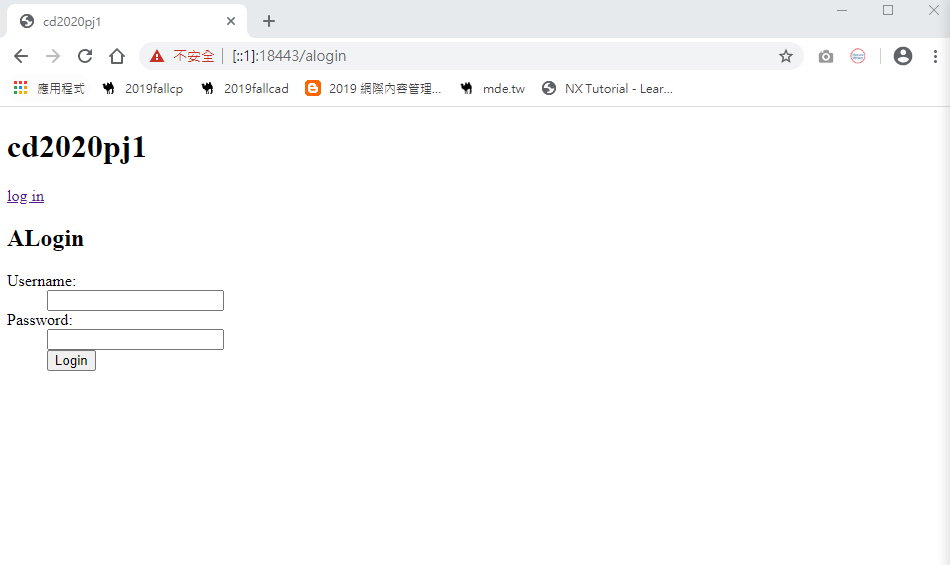 cd2020pj1
不安全 | [::1]:18443/alogin
應用程式 2019fallcp 2019fallcad 2019 網際內容管理... mde.tw NX Tutorial - Lear...
cd2020pj1
log in
ALogin
Username:
Password:
Login